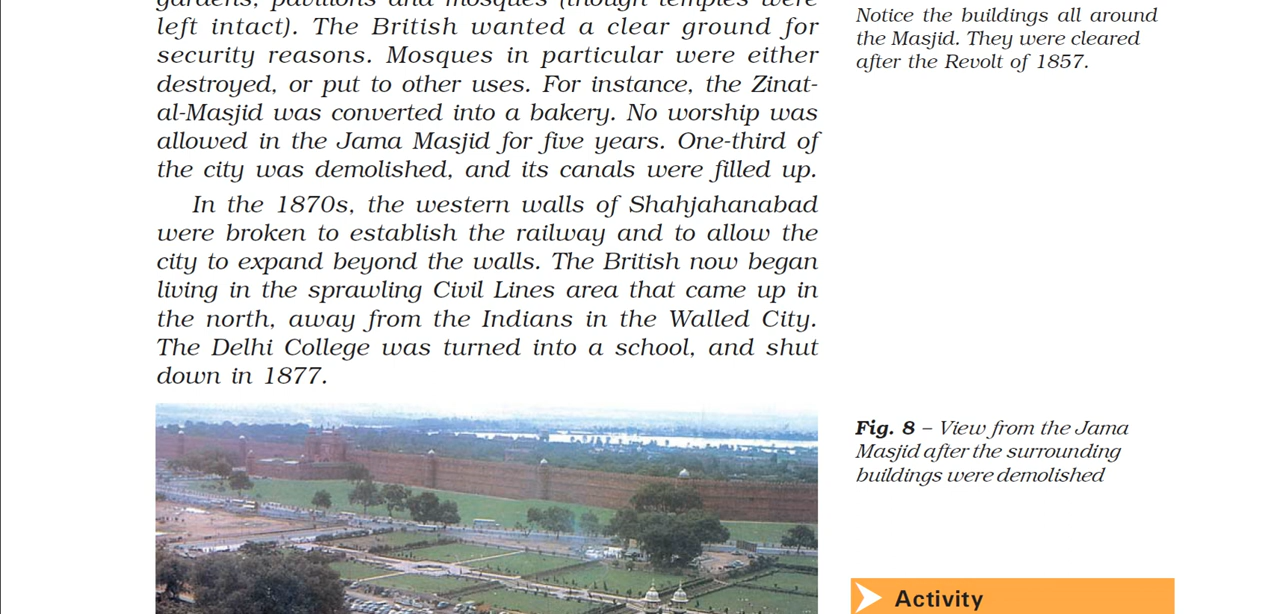 gardens, pavilions and mosques (though temples were
left intact). The British wanted a clear ground for
security reasons. Mosques in particular were either
destroyed, or put to other uses. For instance, the Zinat-
al-Masjid was converted into a bakery. No worship was
allowed in the Jama Masjid for five years. One-third of
the city was demolished, and its canals were filled up.
In the 1870s, the western walls of Shahjahanabad
were broken to establish the railway and to allow the
city to expand beyond the walls. The British now began
living in the sprawling Civil Lines area that came up in
the north, away from the Indians in the Walled City.
The Delhi College was turned into a school, and shut
down in 1877.
Notice the buildings all around
the Masjid. They were cleared
after the Revolt of 1857.
Fig. 8 – View from the Jama
Masjid after the surrounding
buildings were demolished
Activity